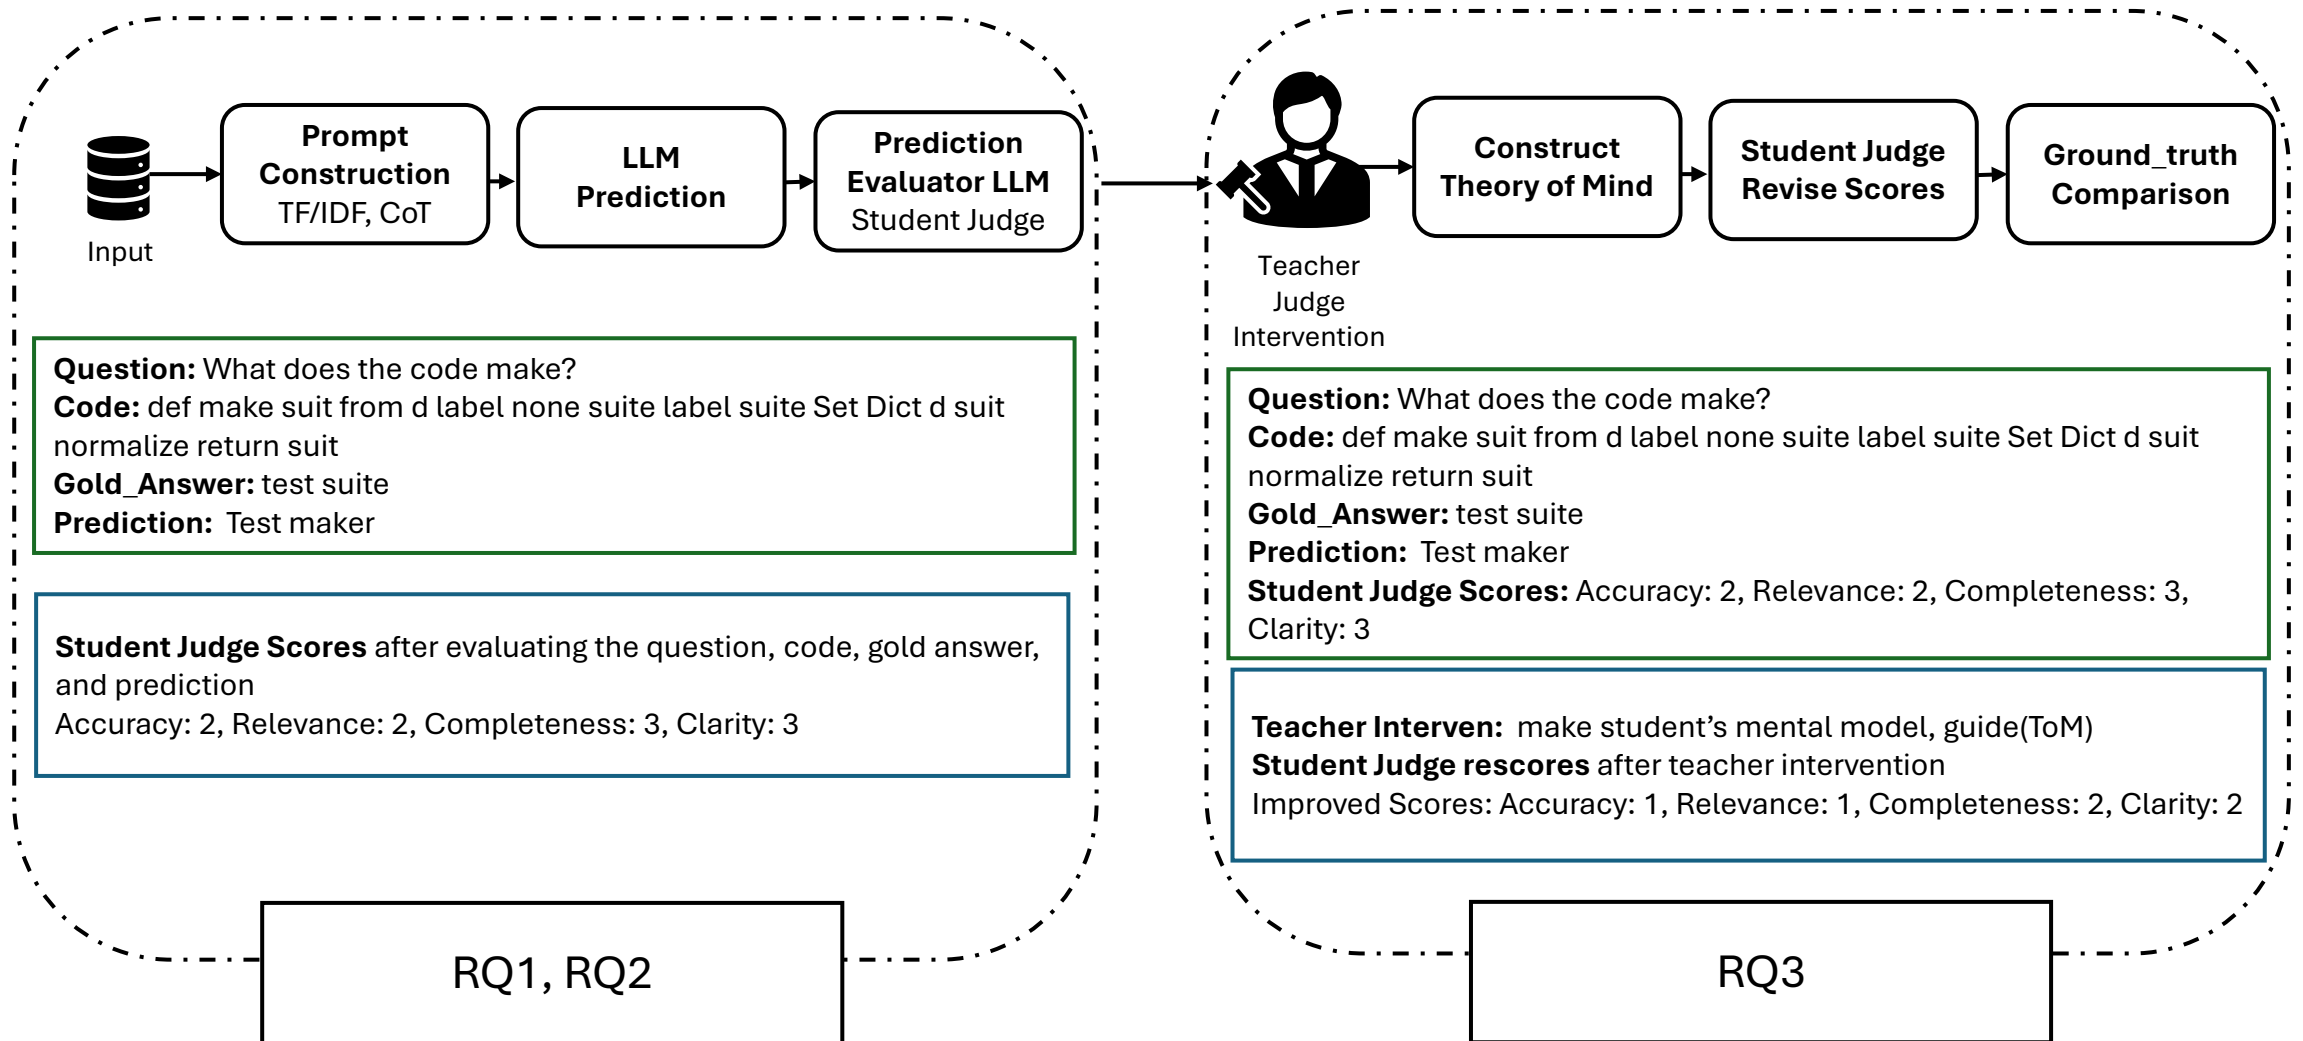 Input
Prompt
Construction
TF/IDF, CoT
LLM
Prediction
Prediction
Evaluator LLM
Student Judge
Question: What does the code make?
Code: def make suit from d label none suite label suite Set Dict d suit
normalize return suit
Gold_Answer: test suite
Prediction: Test maker
Student Judge Scores after evaluating the question, code, gold answer,
and prediction
Accuracy: 2, Relevance: 2, Completeness: 3, Clarity: 3
RQ1, RQ2
Teacher
Judge
Intervention
Construct
Theory of Mind
Student Judge
Revise Scores
Ground_truth
Comparison
Question: What does the code make?
Code: def make suit from d label none suite label suite Set Dict d suit
normalize return suit
Gold_Answer: test suite
Prediction: Test maker
Student Judge Scores: Accuracy: 2, Relevance: 2, Completeness: 3,
Clarity: 3
Teacher Interven: make student's mental model, guide(ToM)
Student Judge rescores after teacher intervention
Improved Scores: Accuracy: 1, Relevance: 1, Completeness: 2, Clarity: 2
RQ3